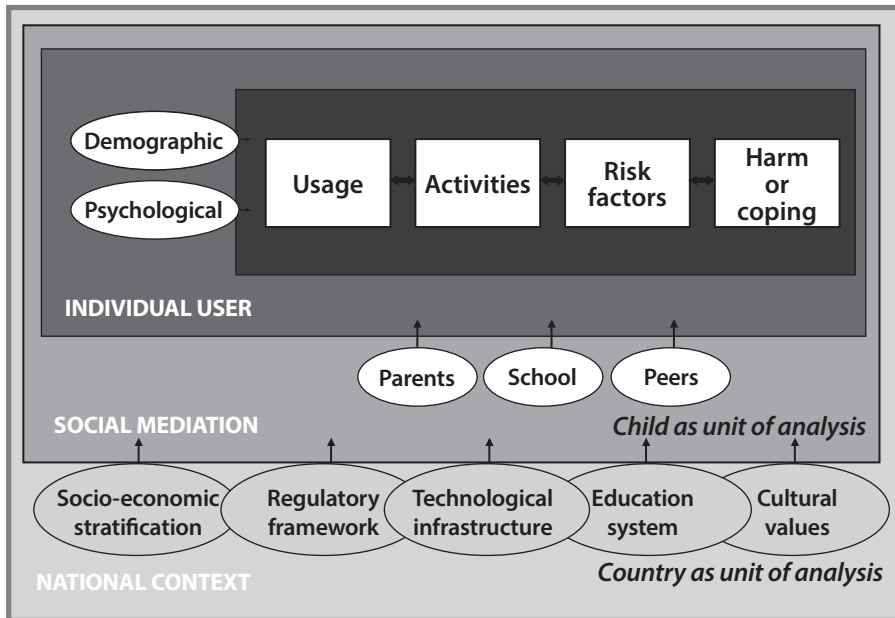 Demographic
Psychological
Usage
Activities
Risk
factors
Harm
or
coping
INDIVIDUAL USER
Parents
School
Peers
SOCIAL MEDIATION
Child as unit of analysis
Socio-economic
stratification
Regulatory
framework
Technological
infrastructure
Education
system
Cultural
values
NATIONAL CONTEXT
Country as unit of analysis